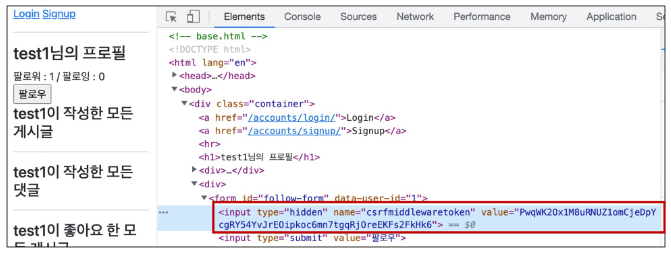 Login Signup
test1님의 프로필
팔로워 : 1 / 팔로잉 : 0
팔로우
test1이 작성한 모든
게시글
test1이 작성한 모든
댓글
test1이 좋아요 한 모
든 게시글
Elements Console Sources Network Performance Memory Application
<!-- base.html -->
<!DOCTYPE html>
<html lang="en">
▶<head>…</head>
▼<body>
▼<div class="container">
<a href="/accounts/login/">Login</a>
<a href="/accounts/signup/">Signup</a>
<hr>
<h1>test1님의 프로필</h1>
▶<div>…</div>
▼<div>
▼<form id="follow-form" data-user-id="1">
<input type="hidden" name="csrfmiddlewaretoken" value="PwqWK2Ox1M8uRNUZ1omCjeDpY
cgRY54YvJrEOipkoc6mn7tgqRjOreEKFs2FkHk6"> == $0
<input type="submit" value="팔로우">